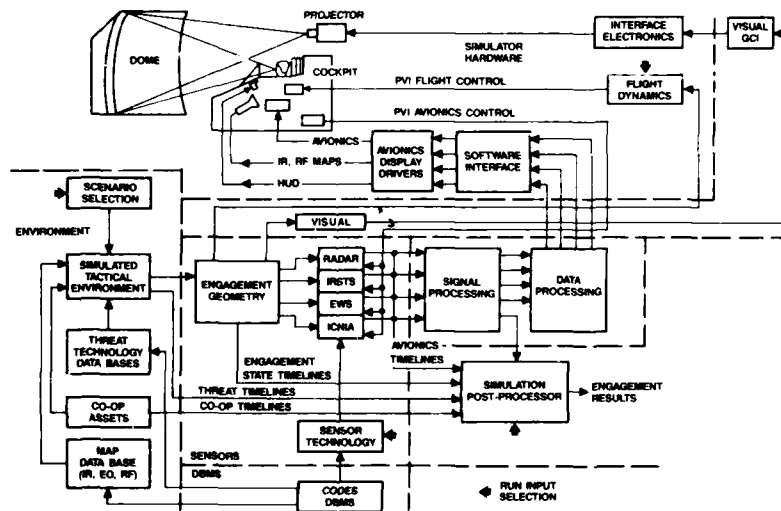 PROJECTOR
DOME
COCKPIT
SIMULATOR
HARDWARE
INTERFACE
ELECTRONICS
VISUAL
GCI
PVI FLIGHT CONTROL
FLIGHT
DYNAMICS
PVI AVIONICS CONTROL
AVIONICS
IR, RF MAPS
HUD
AVIONICS
DISPLAY
DRIVERS
SOFTWARE
INTERFACE
SCENARIO
SELECTION
ENVIRONMENT
VISUAL
SIMULATED
TACTICAL
ENVIRONMENT
ENGAGEMENT
GEOMETRY
RADAR
IRSTS
EWS
ICNIA
SIGNAL
PROCESSING
DATA
PROCESSING
THREAT
TECHNOLOGY
DATA BASES
ENGAGEMENT
STATE TIMELINES
AVIONICS
TIMELINES
THREAT TIMELINES
CO-OP TIMELINES
SIMULATION
POST-PROCESSOR
ENGAGEMENT
RESULTS
CO-OP
ASSETS
SENSOR
TECHNOLOGY
MAP
DATA BASE
(IR, EO, RF)
SENSORS
DBMS
CODES
DBMS
RUN INPUT
SELECTION